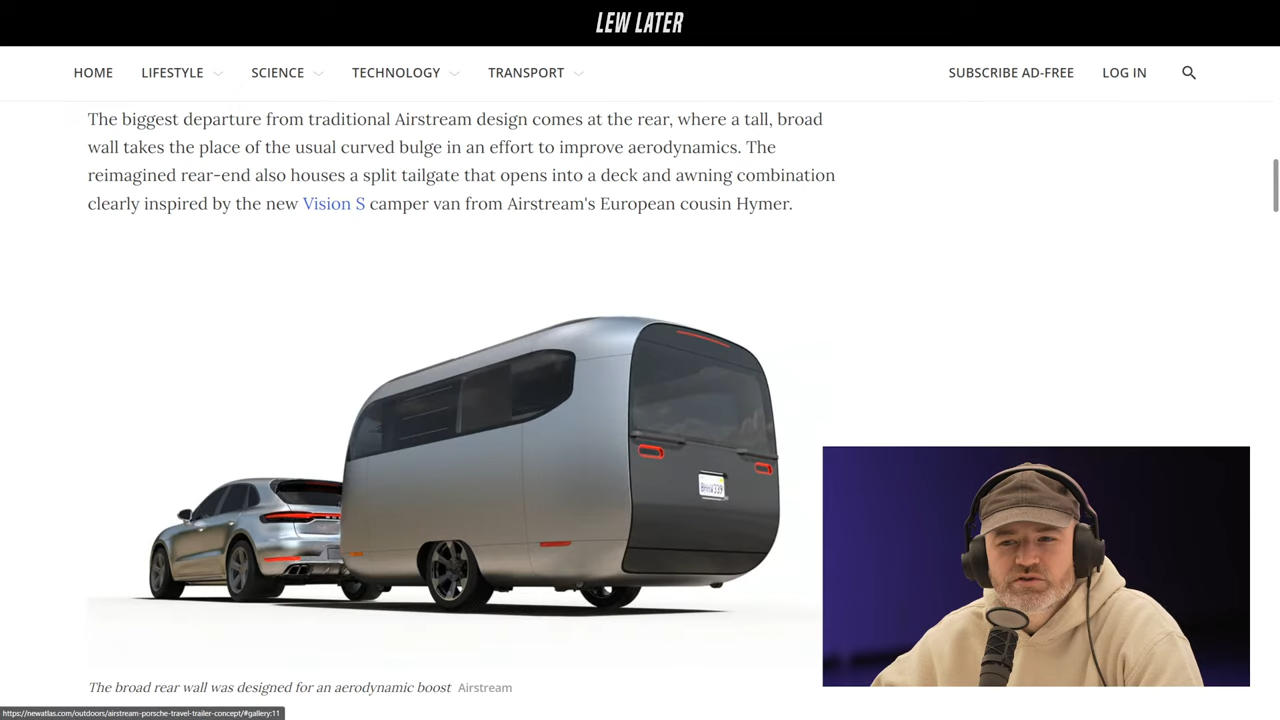 LEW LATER
HOME LIFESTYLE SCIENCE TECHNOLOGY TRANSPORT SUBSCRIBE AD-FREE LOG IN
The biggest departure from traditional Airstream design comes at the rear, where a tall, broad
wall takes the place of the usual curved bulge in an effort to improve aerodynamics. The
reimagined rear-end also houses a split tailgate that opens into a deck and awning combination
clearly inspired by the new Vision S camper van from Airstream's European cousin Hymer.
The broad rear wall was designed for an aerodynamic boost Airstream
https://newatlas.com/outdoors/airstream-porsche-travel-trailer-concept/#gallery:11